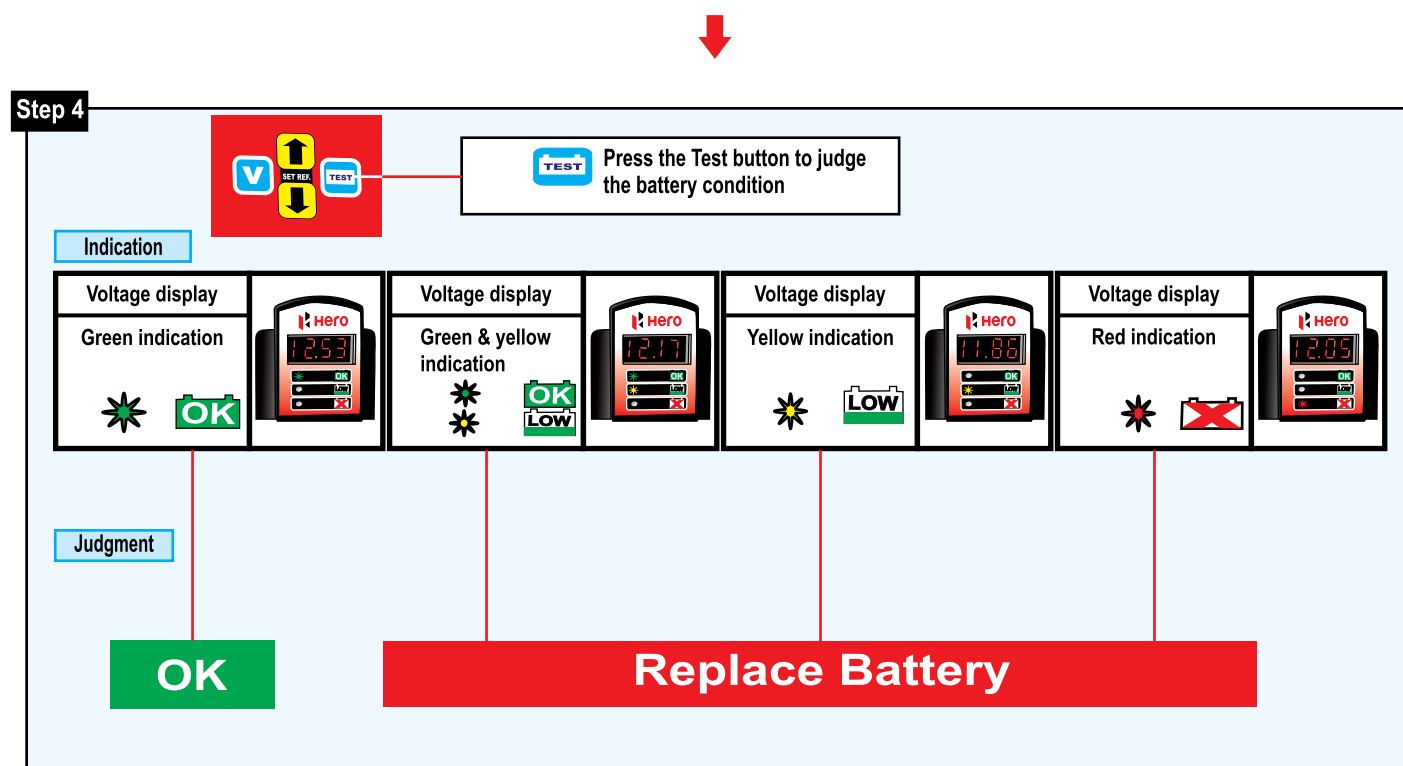 Step 4
V
SET REF.
TEST
TEST
Press the Test button to judge
the battery condition
Indication
Voltage display
Green indication
OK
Hero
12.53
OK
LOW
Voltage display
Green & yellow
indication
OK
LOW
Hero
12.17
OK
LOW
Voltage display
Yellow indication
LOW
Hero
11.86
OK
LOW
Voltage display
Red indication
Hero
12.05
OK
LOW
Judgment
OK
Replace Battery